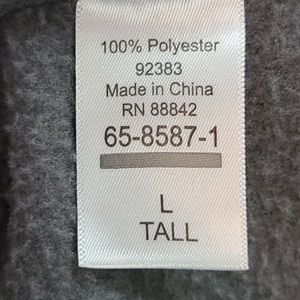 100% Polyester
92383
Made in China
RN 88842
65-8587-1
L
TALL